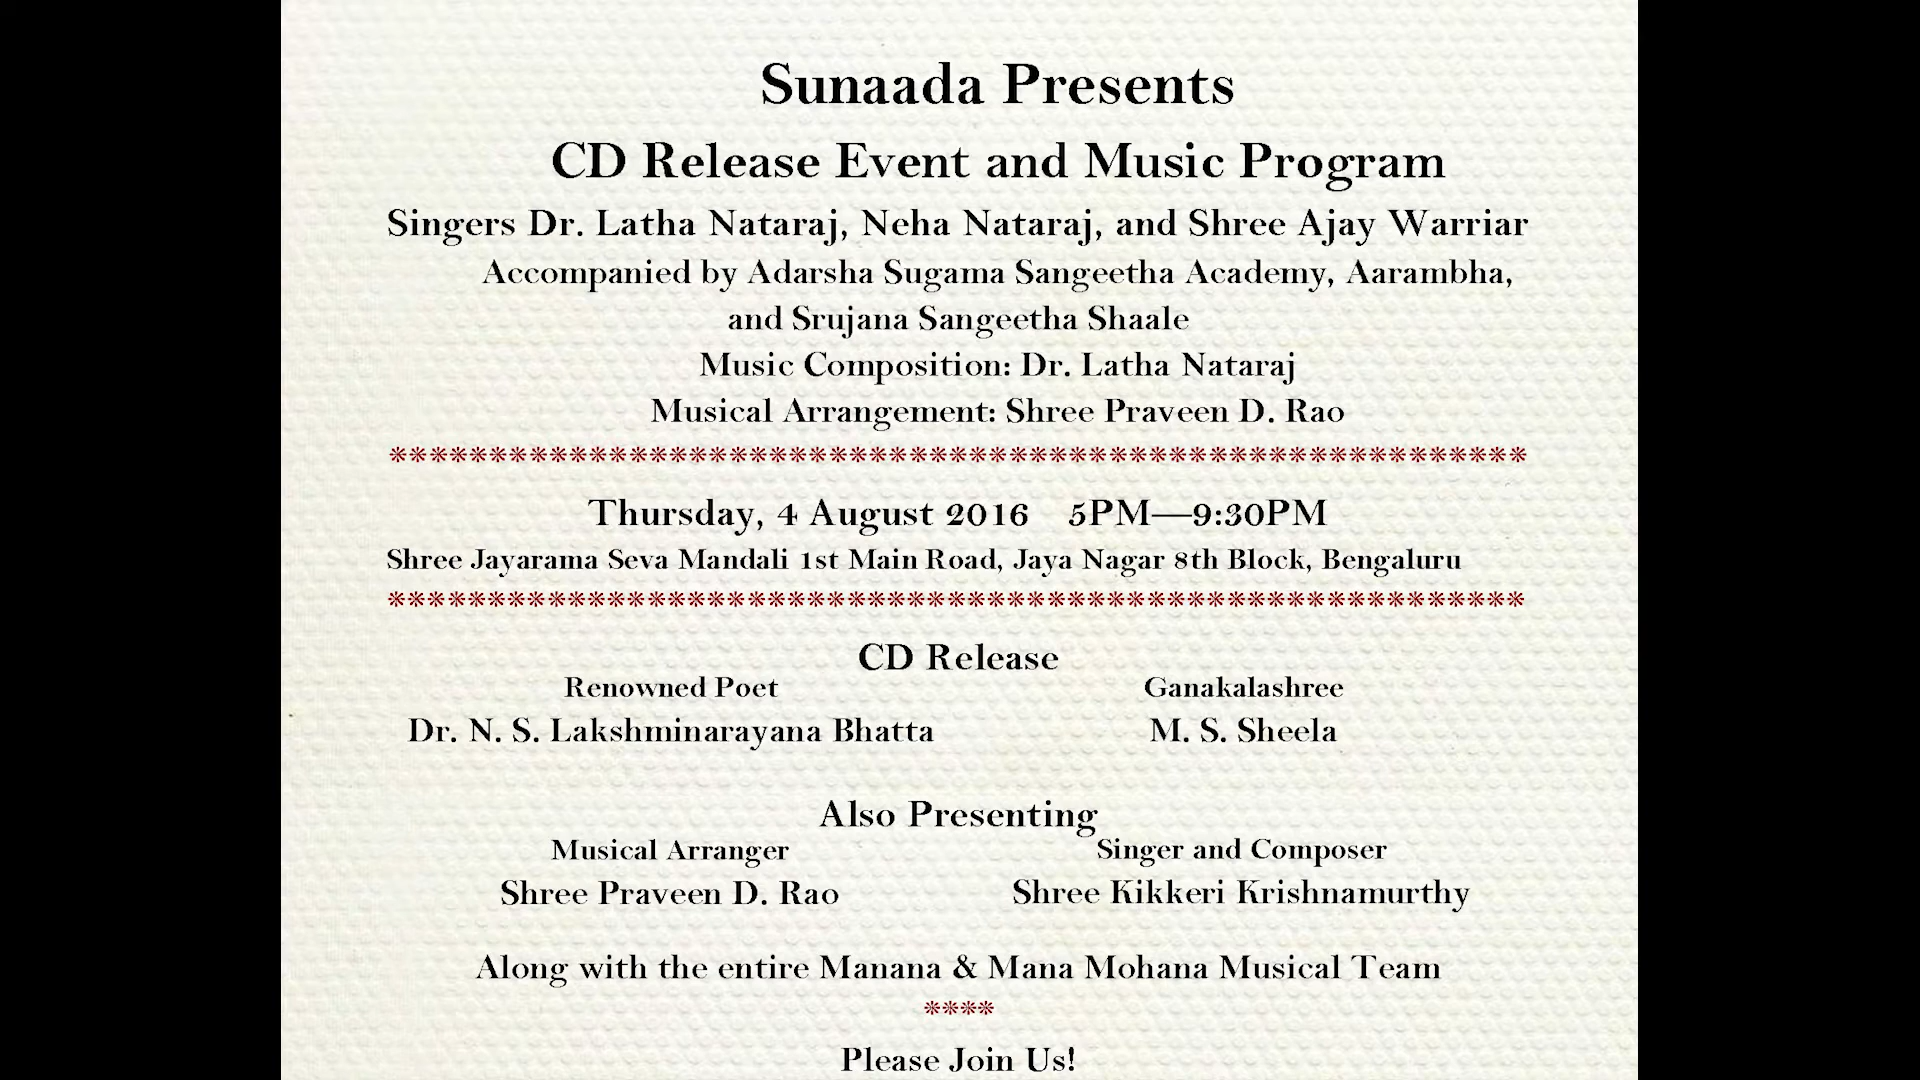 Sunaada Presents
CD Release Event and Music Program
Singers Dr. Latha Nataraj, Neha Nataraj, and Shree Ajay Warriar
Accompanied by Adarsha Sugama Sangeetha Academy, Aarambha,
and Srujana Sangeetha Shaale
Music Composition: Dr. Latha Nataraj
Musical Arrangement: Shree Praveen D. Rao
*********************************************************
Thursday, 4 August 2016 5PM—9:30PM
Shree Jayarama Seva Mandali 1st Main Road, Jaya Nagar 8th Block, Bengaluru
*********************************************************
CD Release
Renowned Poet Ganakalashree
Dr. N. S. Lakshminarayana Bhatta M. S. Sheela
Also Presenting
Musical Arranger Singer and Composer
Shree Praveen D. Rao Shree Kikkeri Krishnamurthy
Along with the entire Manana & Mana Mohana Musical Team
****
Please Join Us!